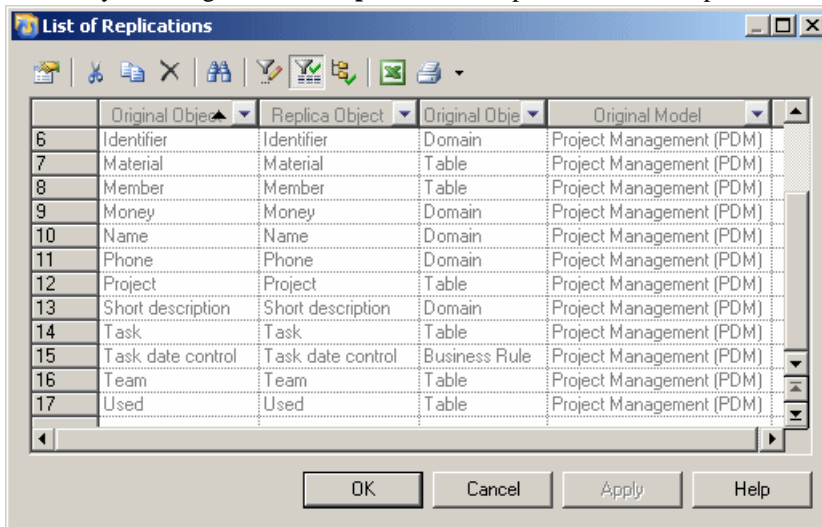 List of Replications
Original Object Replica Object Original Obje Original Model
6 Identifier Identifier Domain Project Management (PDM)
7 Material Material Table Project Management (PDM)
8 Member Member Table Project Management (PDM)
9 Money Money Domain Project Management (PDM)
10 Name Name Domain Project Management (PDM)
11 Phone Phone Domain Project Management (PDM)
12 Project Project Table Project Management (PDM)
13 Short description Short description Domain Project Management (PDM)
14 Task Task Table Project Management (PDM)
15 Task date control Task date control Business Rule Project Management (PDM)
16 Team Team Table Project Management (PDM)
17 Used Used Table Project Management (PDM)
OK Cancel Apply Help